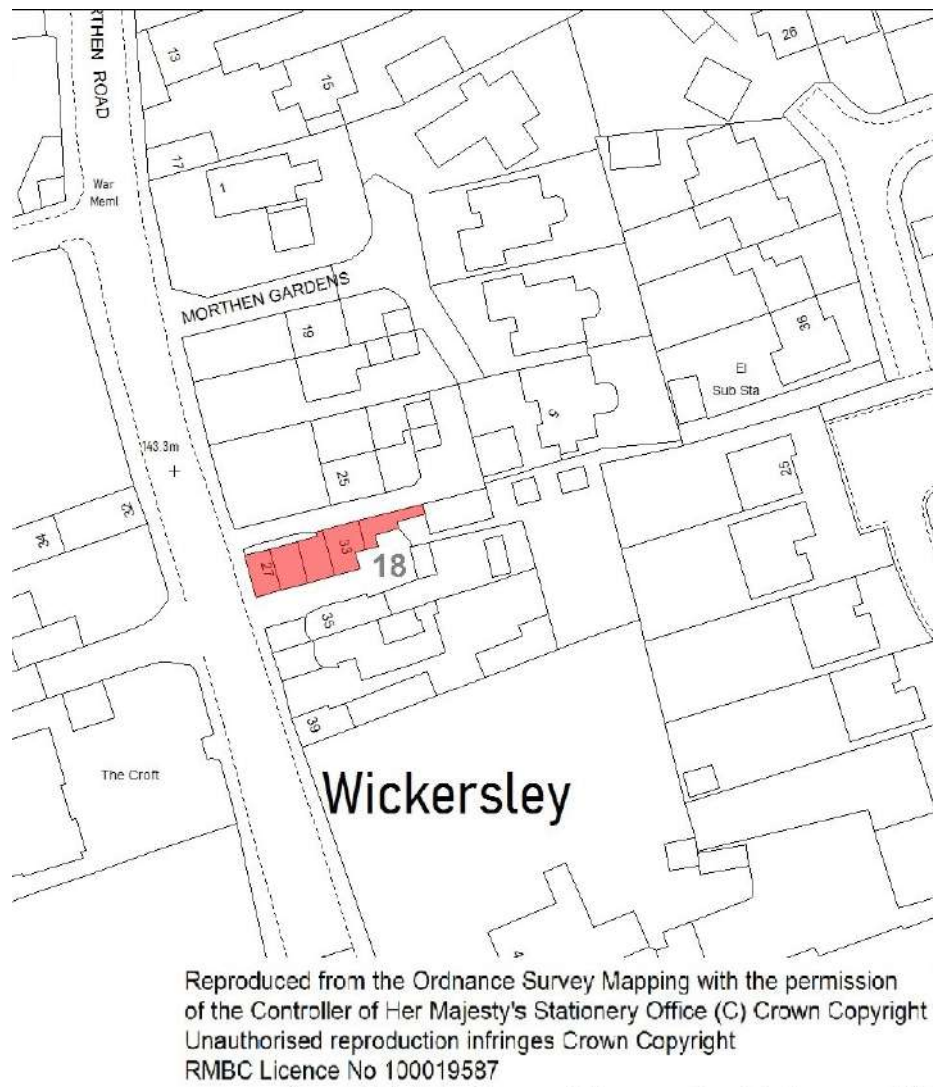 RTHEN ROAD
13
15
26
17
1
War
Meml
MORTHEN GARDENS
19
36
El
Sub Sta
5
143.3m
25
25
32
34
33
27
18
35
39
The Croft
Wickersley
4
Reproduced from the Ordnance Survey Mapping with the permission
of the Controller of Her Majesty's Stationery Office (C) Crown Copyright
Unauthorised reproduction infringes Crown Copyright
RMBC Licence No 100019587